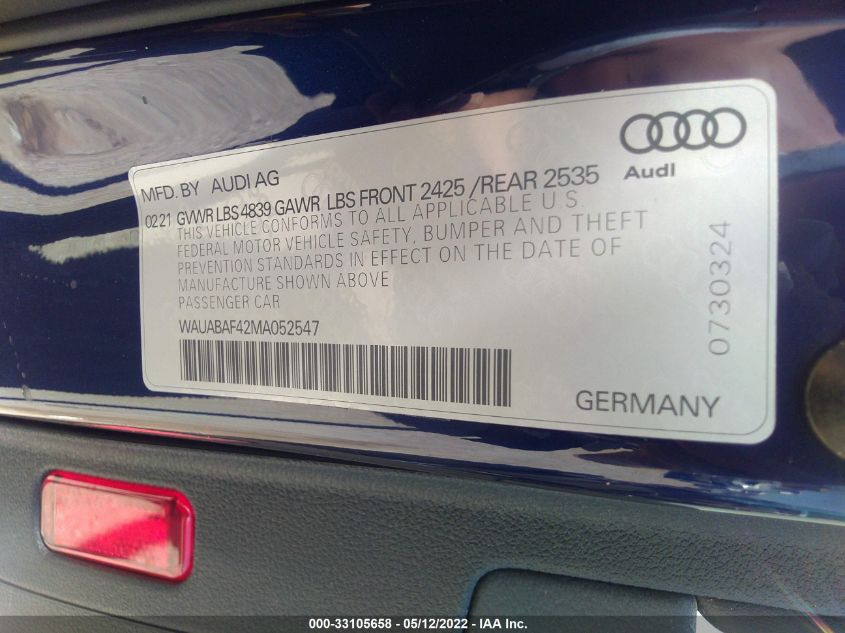 Audi
MFD. BY AUDI AG
02.21 GVWR LBS 4839 GAWR LBS FRONT 2425 /REAR 2535
THIS VEHICLE CONFORMS TO ALL APPLICABLE U.S.
FEDERAL MOTOR VEHICLE SAFETY, BUMPER AND THEFT
PREVENTION STANDARDS IN EFFECT ON THE DATE OF
MANUFACTURE SHOWN ABOVE
PASSENGER CAR
WAUABAF42MA052547
0730324
GERMANY
000-33105658 - 05/12/2022 - IAA Inc.